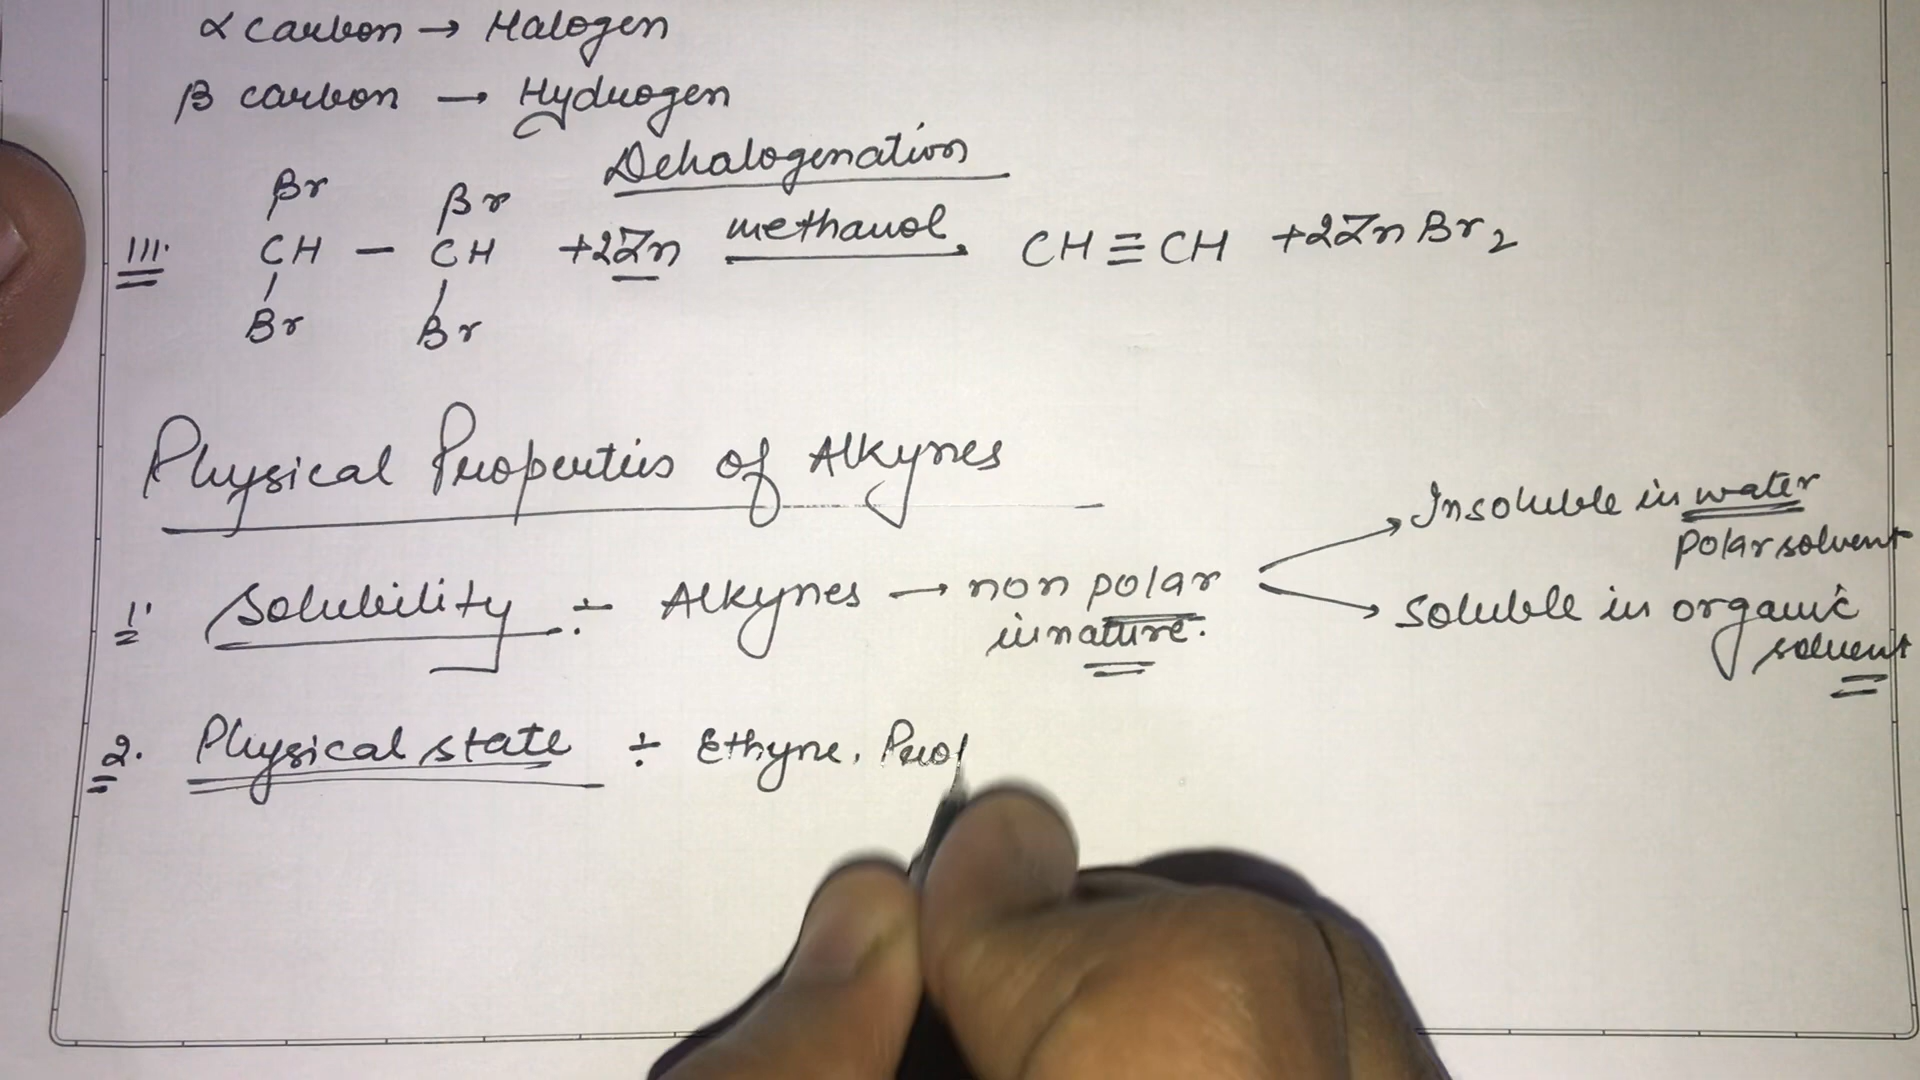 α carbon → Halogen
β carbon → Hydrogen
Dehalogenation
Br Br
III. CH - CH +2Zn methanol CH≡CH +2ZnBr2
Br Br
Physical Properties of Alkynes
1. Solubility ÷ Alkynes → non polar in nature.
Insoluble in water
polar solvent
soluble in organic
solvent
2. Physical state ÷ Ethyne, Prop